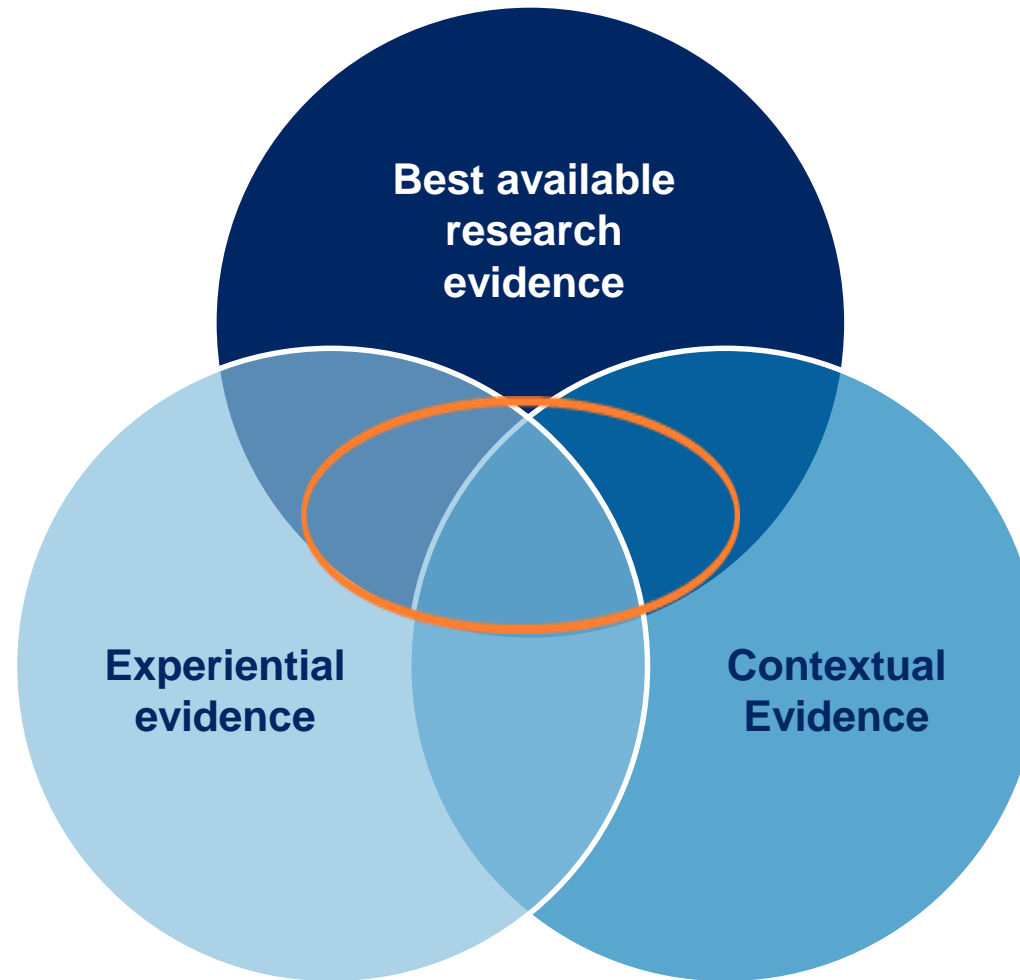 Best available
research
evidence
Experiential
evidence
Contextual
Evidence